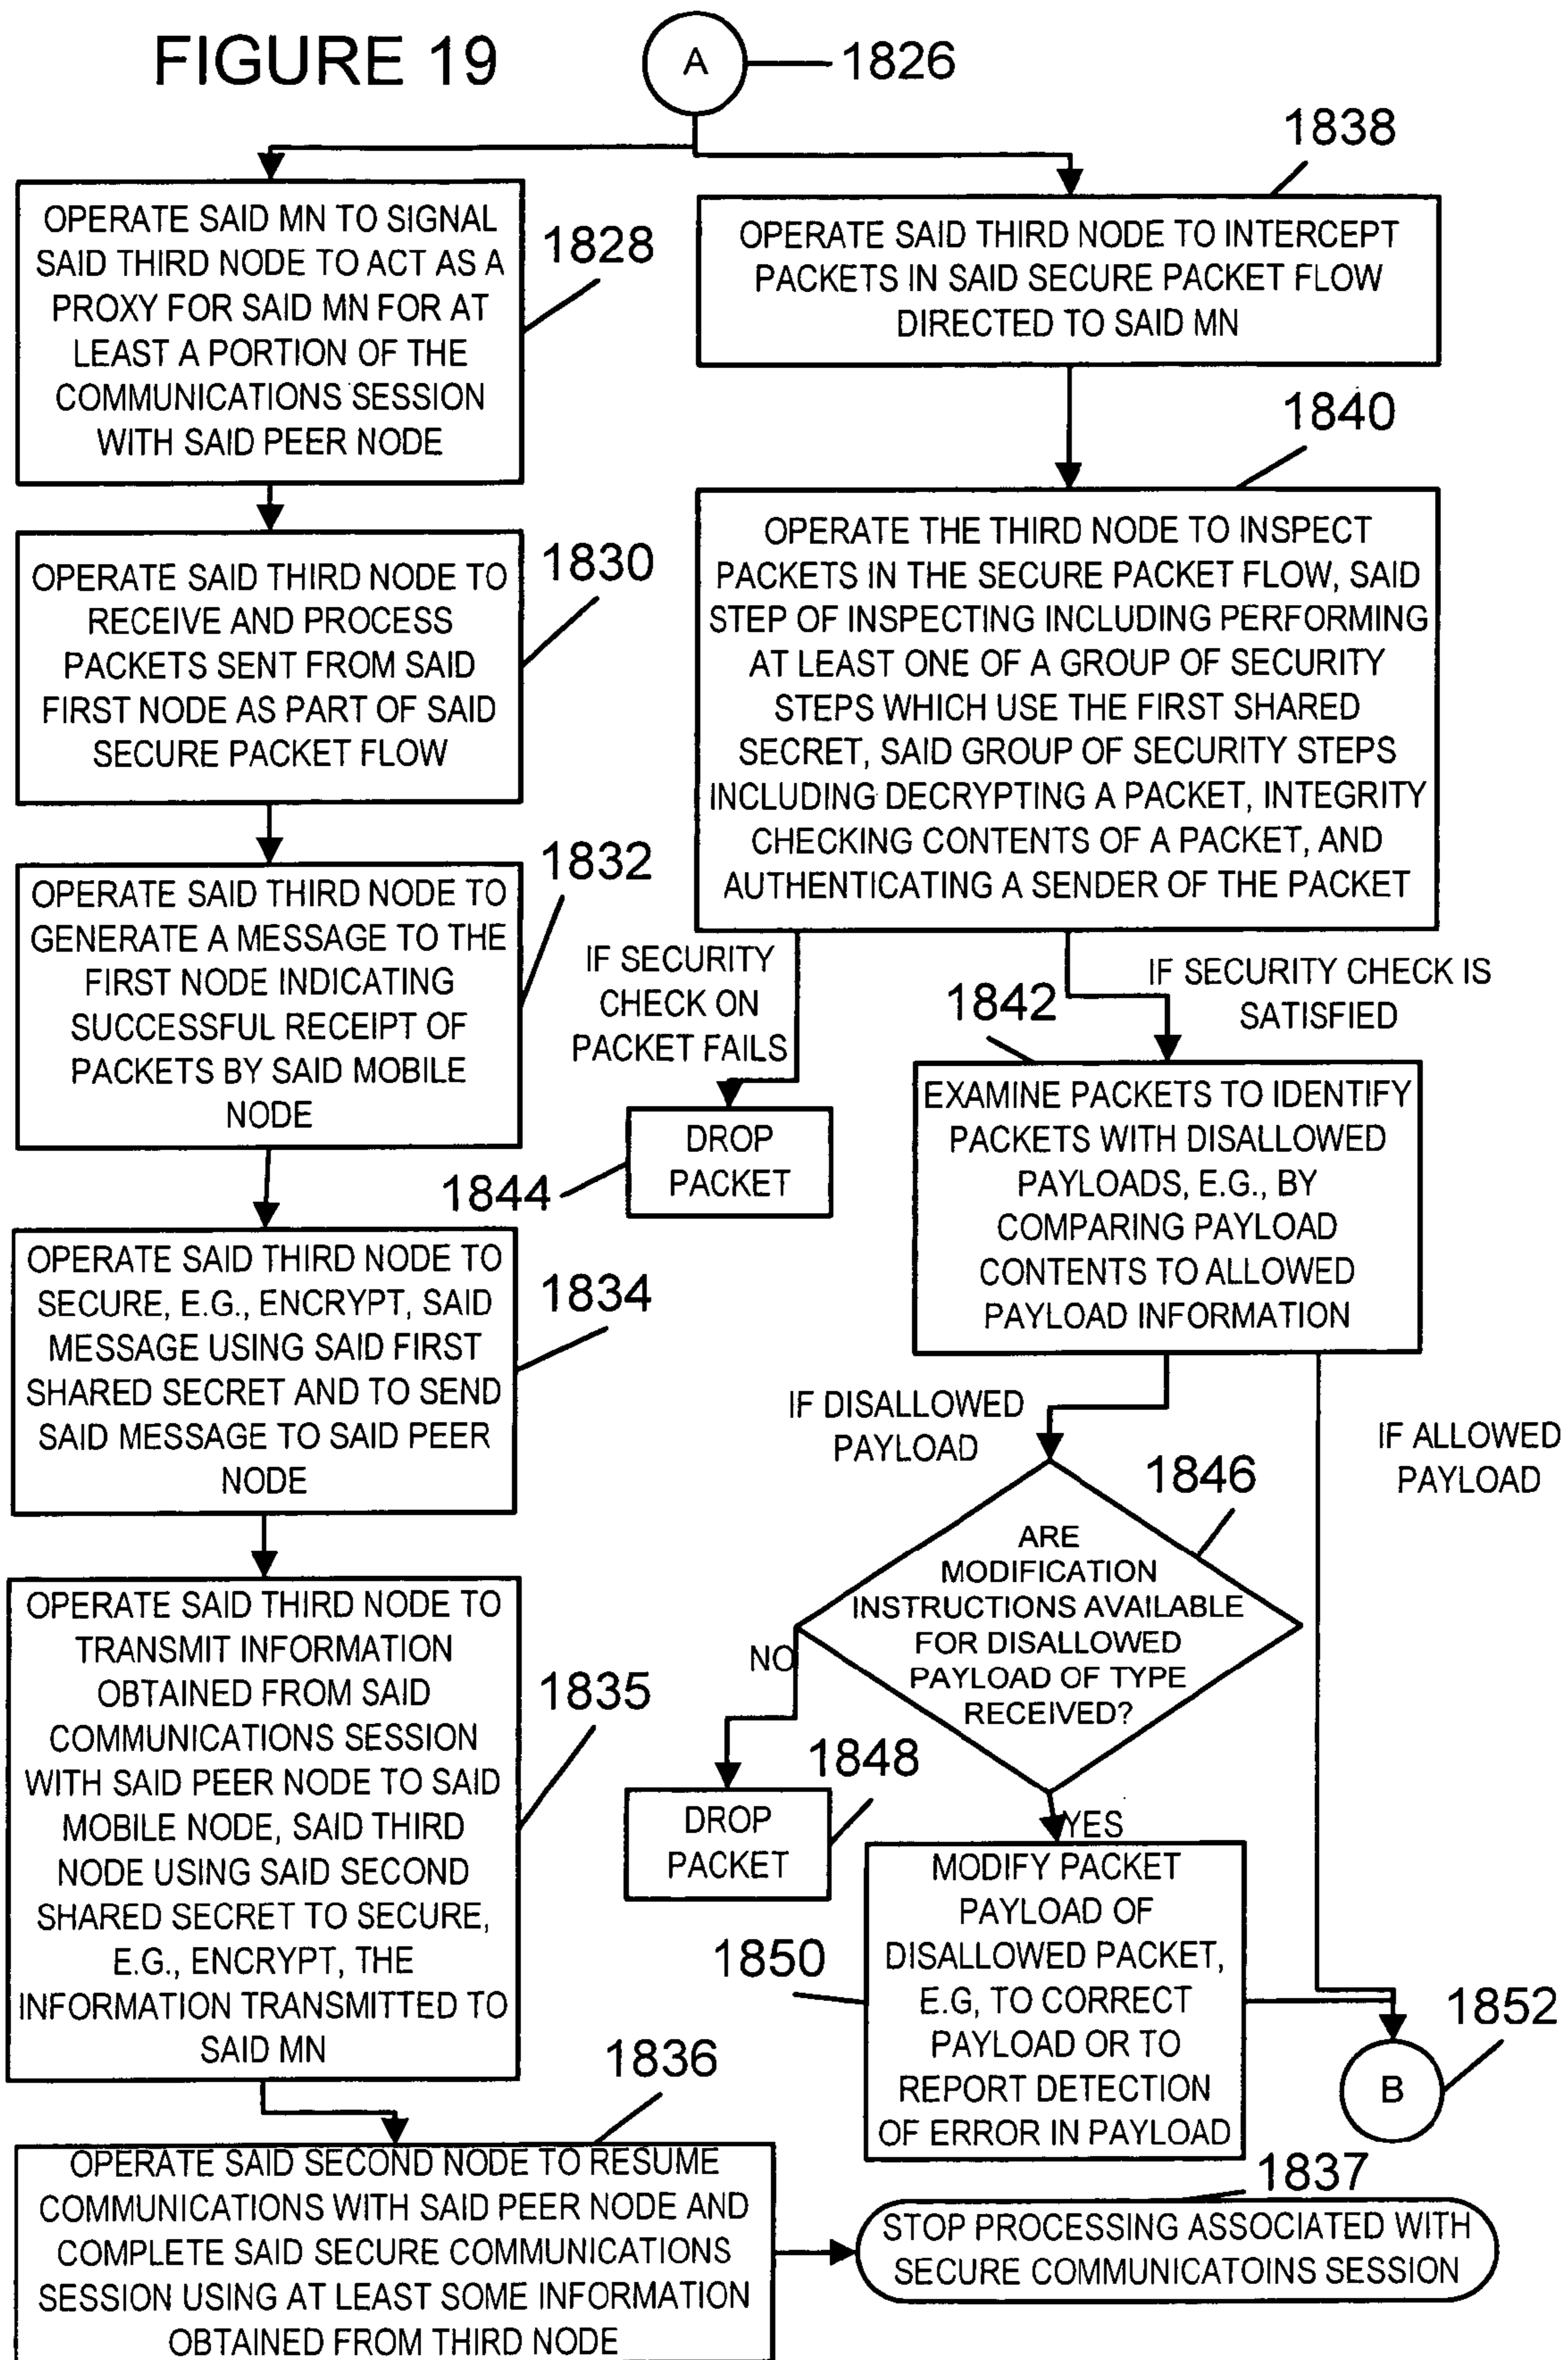 FIGURE 19
A
1826
OPERATE SAID MN TO SIGNAL
SAID THIRD NODE TO ACT AS A
PROXY FOR SAID MN FOR AT
LEAST A PORTION OF THE
COMMUNICATIONS SESSION
WITH SAID PEER NODE
1828
OPERATE SAID THIRD NODE TO
RECEIVE AND PROCESS
PACKETS SENT FROM SAID
FIRST NODE AS PART OF SAID
SECURE PACKET FLOW
1830
OPERATE SAID THIRD NODE TO
GENERATE A MESSAGE TO THE
FIRST NODE INDICATING
SUCCESSFUL RECEIPT OF
PACKETS BY SAID MOBILE
NODE
1832
OPERATE SAID THIRD NODE TO
SECURE, E.G., ENCRYPT, SAID
MESSAGE USING SAID FIRST
SHARED SECRET AND TO SEND
SAID MESSAGE TO SAID PEER
NODE
1834
OPERATE SAID THIRD NODE TO
TRANSMIT INFORMATION
OBTAINED FROM SAID
COMMUNICATIONS SESSION
WITH SAID PEER NODE TO SAID
MOBILE NODE, SAID THIRD
NODE USING SAID SECOND
SHARED SECRET TO SECURE,
E.G., ENCRYPT, THE
INFORMATION TRANSMITTED TO
SAID MN
1835
1836
OPERATE SAID SECOND NODE TO RESUME
COMMUNICATIONS WITH SAID PEER NODE AND
COMPLETE SAID SECURE COMMUNICATIONS
SESSION USING AT LEAST SOME INFORMATION
OBTAINED FROM THIRD NODE
1837
STOP PROCESSING ASSOCIATED WITH
SECURE COMMUNICATOINS SESSION
1838
OPERATE SAID THIRD NODE TO INTERCEPT
PACKETS IN SAID SECURE PACKET FLOW
DIRECTED TO SAID MN
1840
OPERATE THE THIRD NODE TO INSPECT
PACKETS IN THE SECURE PACKET FLOW, SAID
STEP OF INSPECTING INCLUDING PERFORMING
AT LEAST ONE OF A GROUP OF SECURITY
STEPS WHICH USE THE FIRST SHARED
SECRET, SAID GROUP OF SECURITY STEPS
INCLUDING DECRYPTING A PACKET, INTEGRITY
CHECKING CONTENTS OF A PACKET, AND
AUTHENTICATING A SENDER OF THE PACKET
IF SECURITY
CHECK ON
PACKET FAILS
1844
DROP
PACKET
IF SECURITY CHECK IS
SATISFIED
1842
EXAMINE PACKETS TO IDENTIFY
PACKETS WITH DISALLOWED
PAYLOADS, E.G., BY
COMPARING PAYLOAD
CONTENTS TO ALLOWED
PAYLOAD INFORMATION
IF DISALLOWED
PAYLOAD
IF ALLOWED
PAYLOAD
1846
ARE
MODIFICATION
INSTRUCTIONS AVAILABLE
FOR DISALLOWED
PAYLOAD OF TYPE
RECEIVED?
NO
1848
DROP
PACKET
YES
1850
MODIFY PACKET
PAYLOAD OF
DISALLOWED PACKET,
E.G, TO CORRECT
PAYLOAD OR TO
REPORT DETECTION
OF ERROR IN PAYLOAD
1852
B